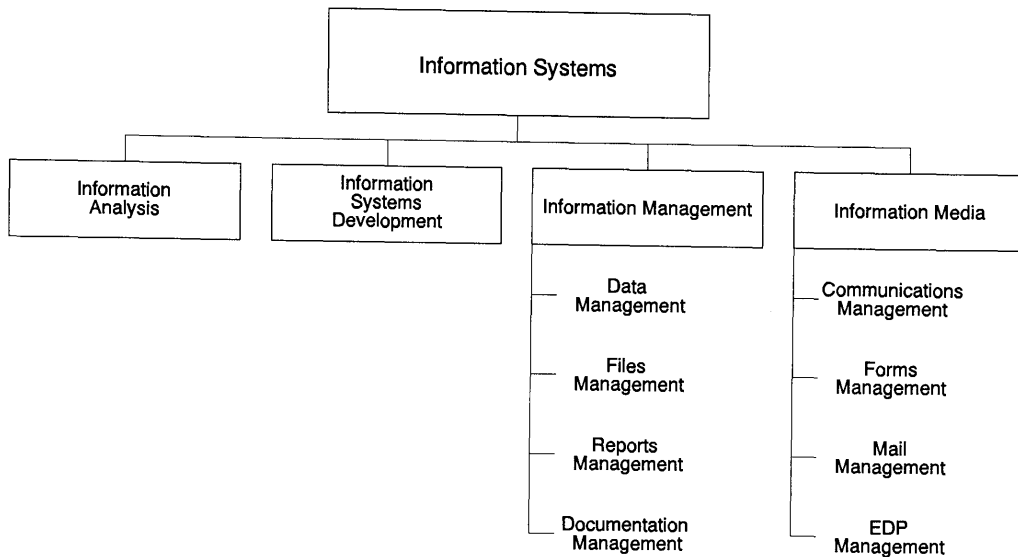 Information Systems
Information
Analysis
Information
Systems
Development
Information Management
Information Media
Data
Management
Files
Management
Reports
Management
Documentation
Management
Communications
Management
Forms
Management
Mail
Management
EDP
Management